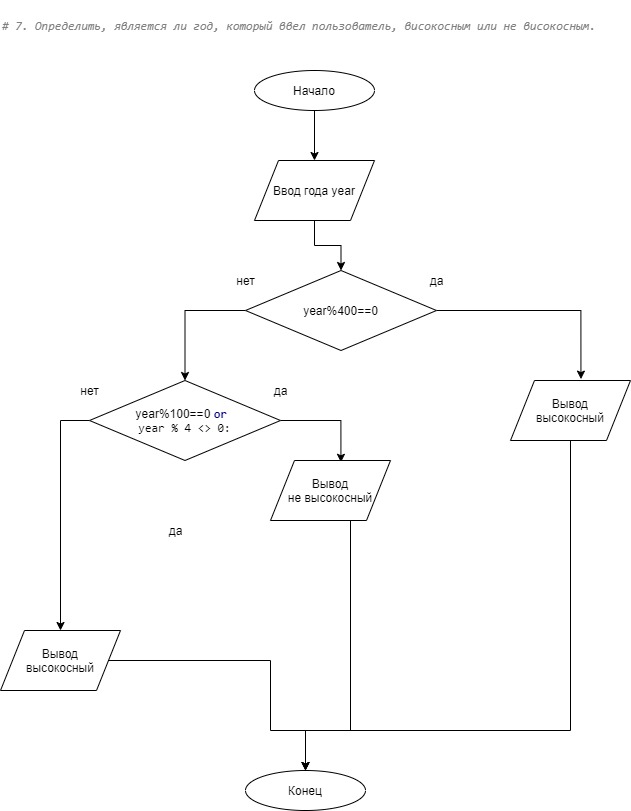 # 7. Определить, является ли год, который ввел пользователь, високосным или не високосным.
Начало
Ввод года year
нет
да
year%400==0
нет
да
year%100==0 or
year % 4 <> 0:
Вывод
высокосный
Вывод
не высокосный
да
Вывод
высокосный
Конец